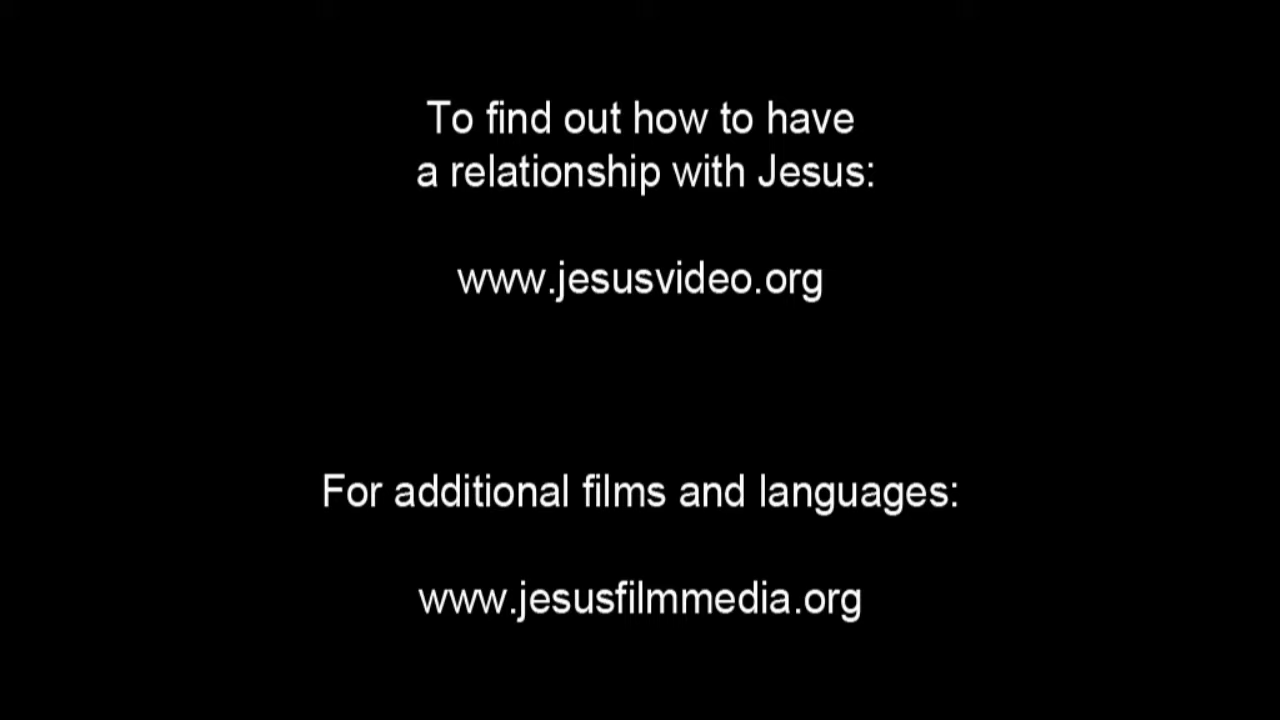 To find out how to have
a relationship with Jesus:
www.jesusvideo.org
For additional films and languages:
www.jesusfilmmedia.org